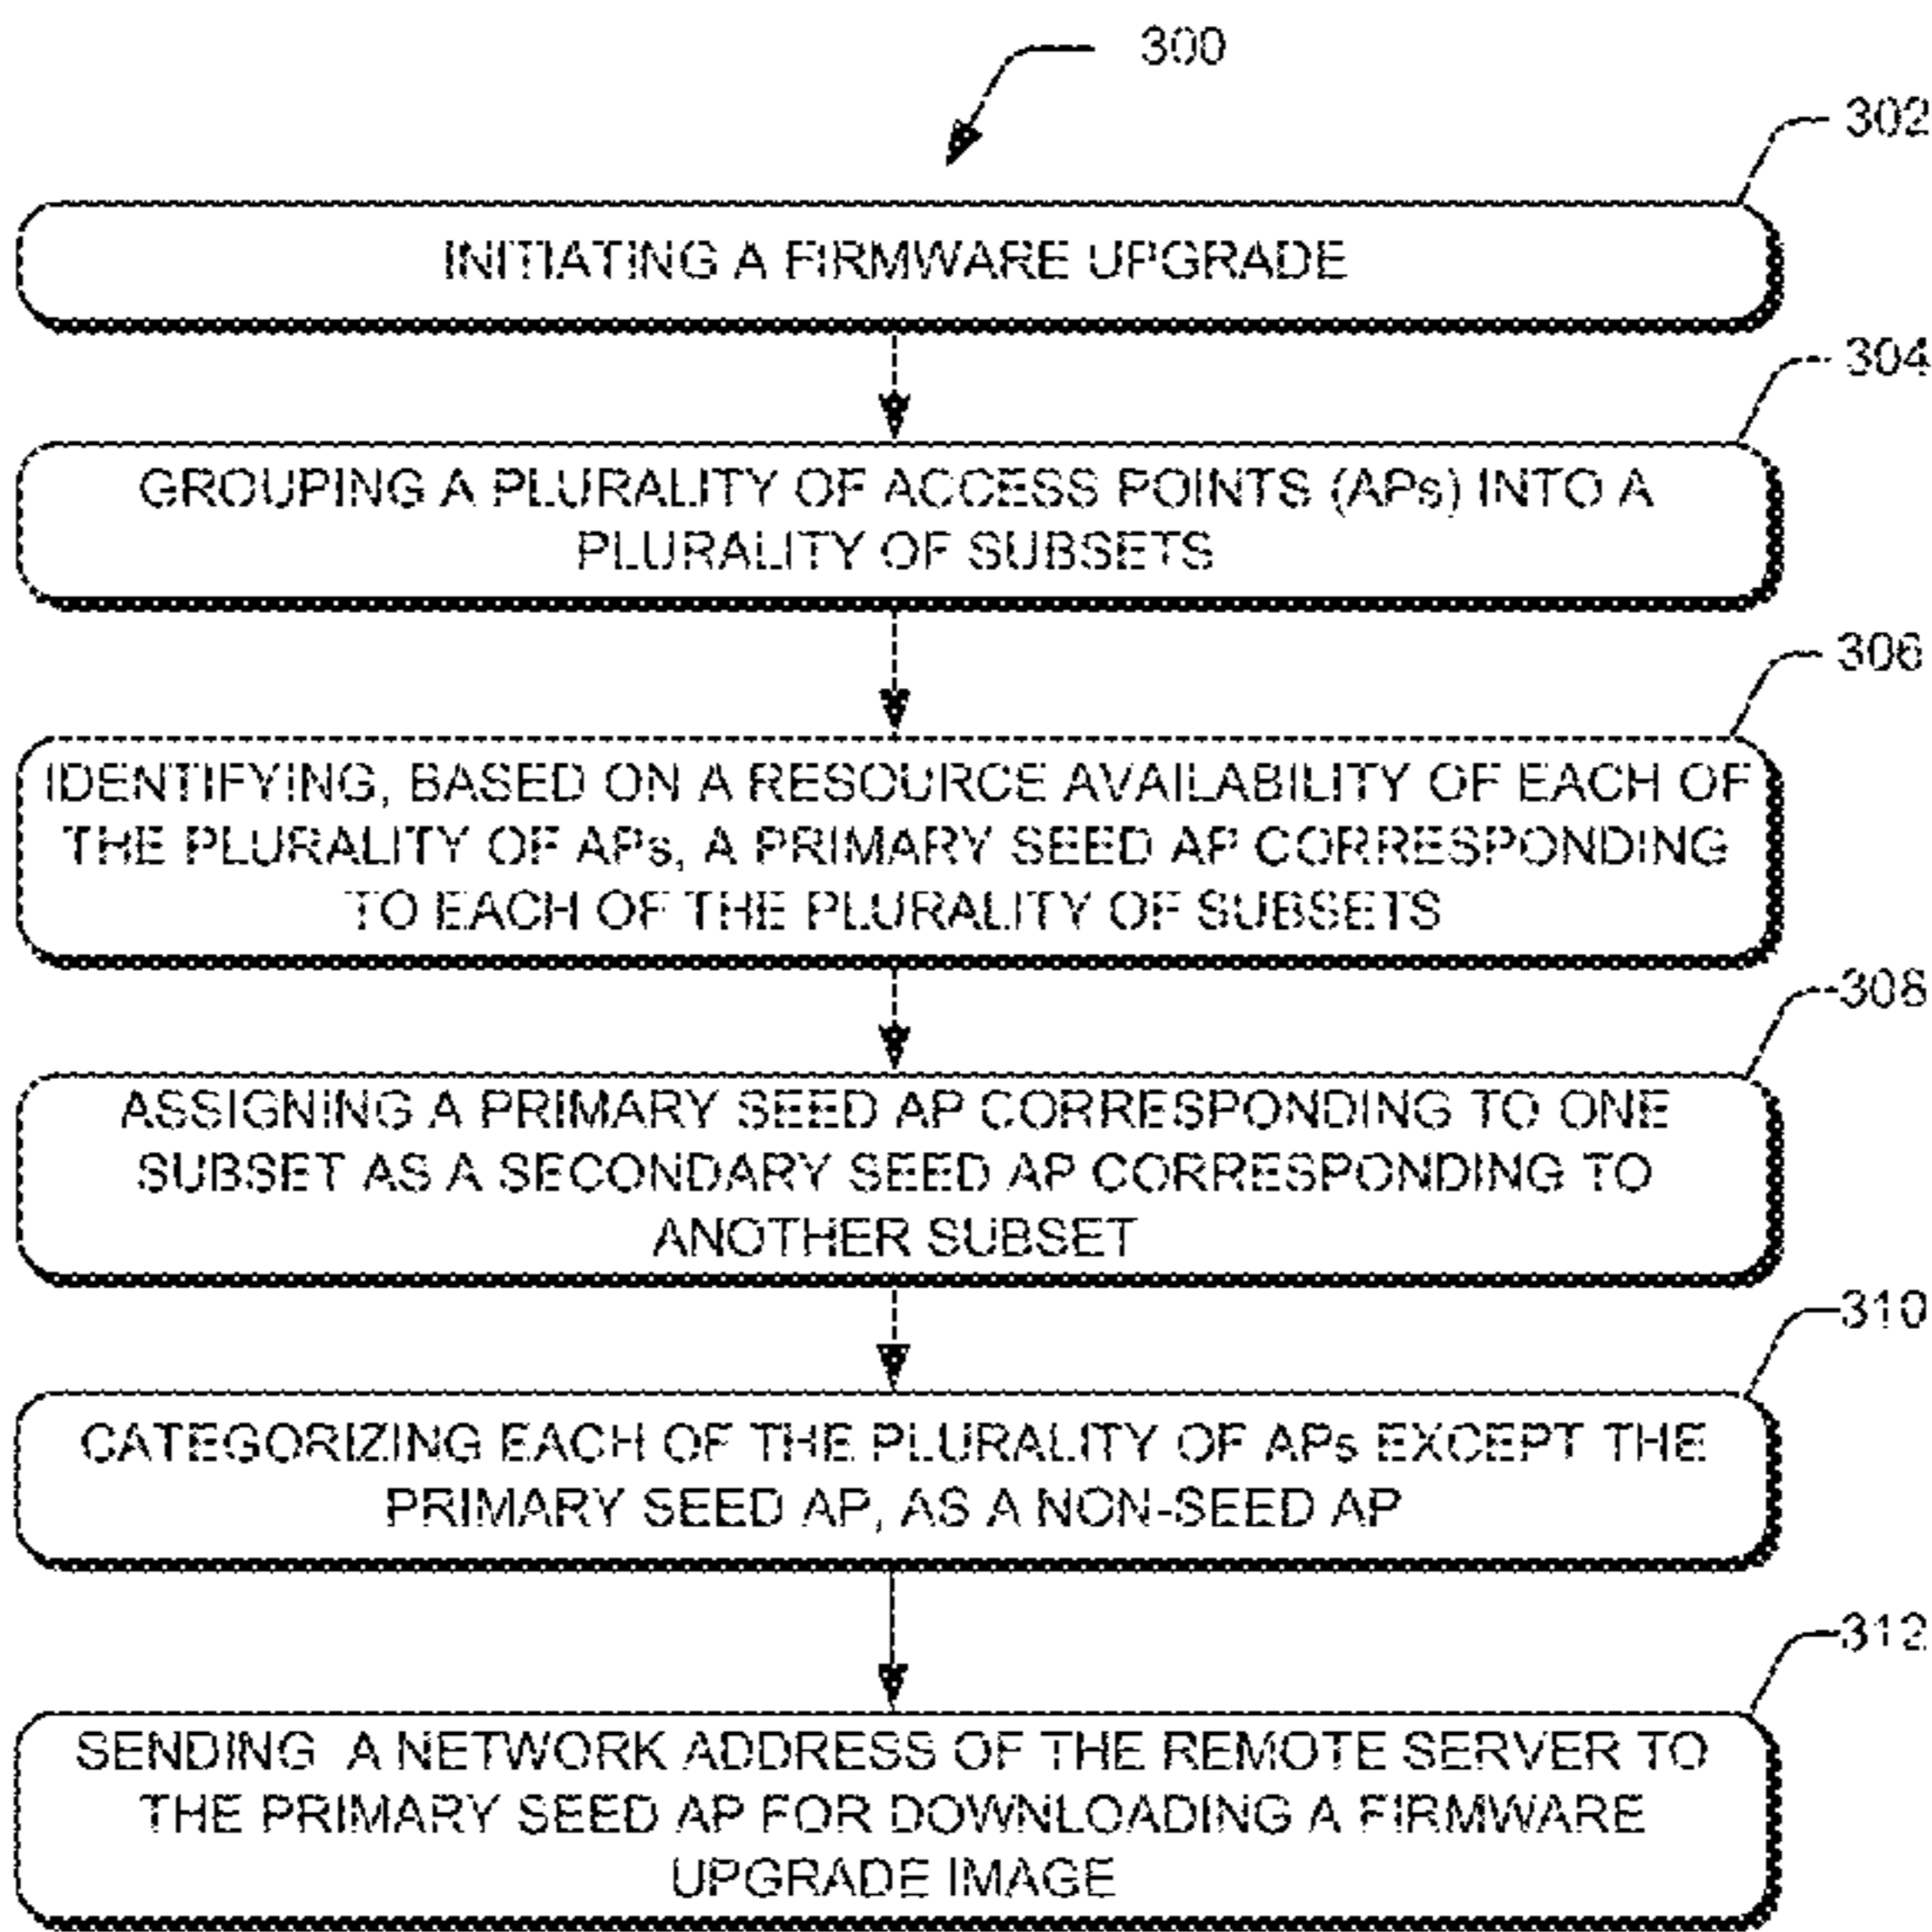 300
302
INITIATING A FIRMWARE UPGRADE
304
GROUPING A PLURALITY OF ACCESS POINTS (APs) INTO A
PLURALITY OF SUBSETS
306
IDENTIFYING, BASED ON A RESOURCE AVAILABILITY OF EACH OF
THE PLURALITY OF APs, A PRIMARY SEED AP CORRESPONDING
TO EACH OF THE PLURALITY OF SUBSETS
308
ASSIGNING A PRIMARY SEED AP CORRESPONDING TO ONE
SUBSET AS A SECONDARY SEED AP CORRESPONDING TO
ANOTHER SUBSET
310
CATEGORIZING EACH OF THE PLURALITY OF APs EXCEPT THE
PRIMARY SEED AP, AS A NON-SEED AP
312
SENDING A NETWORK ADDRESS OF THE REMOTE SERVER TO
THE PRIMARY SEED AP FOR DOWNLOADING A FIRMWARE
UPGRADE IMAGE